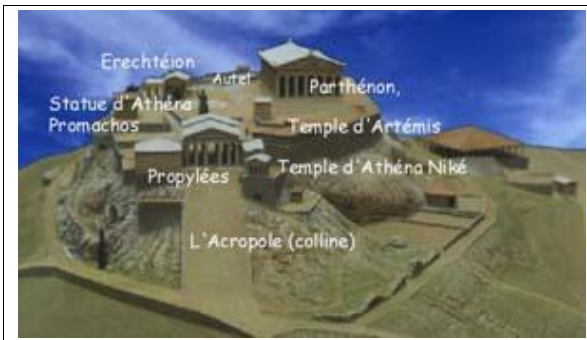 Erechtéion
Autel
Parthénon,
Statue d'Athéna
Promachos
Temple d'Artémis
Temple d'Athéna Niké
Propylées
L'Acropole (colline)